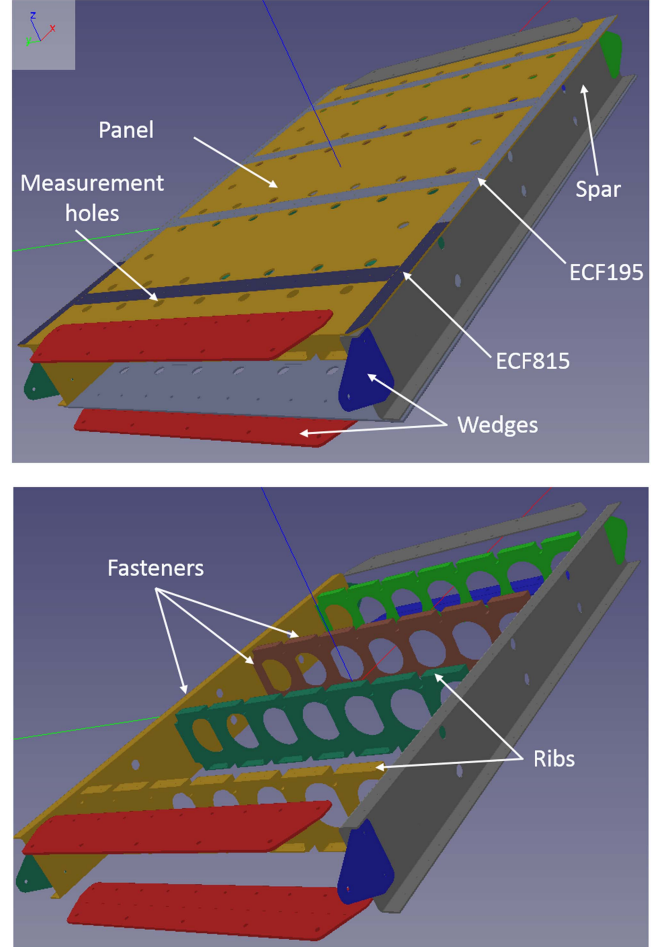 z
x
Panel
Measurement
holes
Spar
ECF195
ECF815
Wedges
Fasteners
Ribs